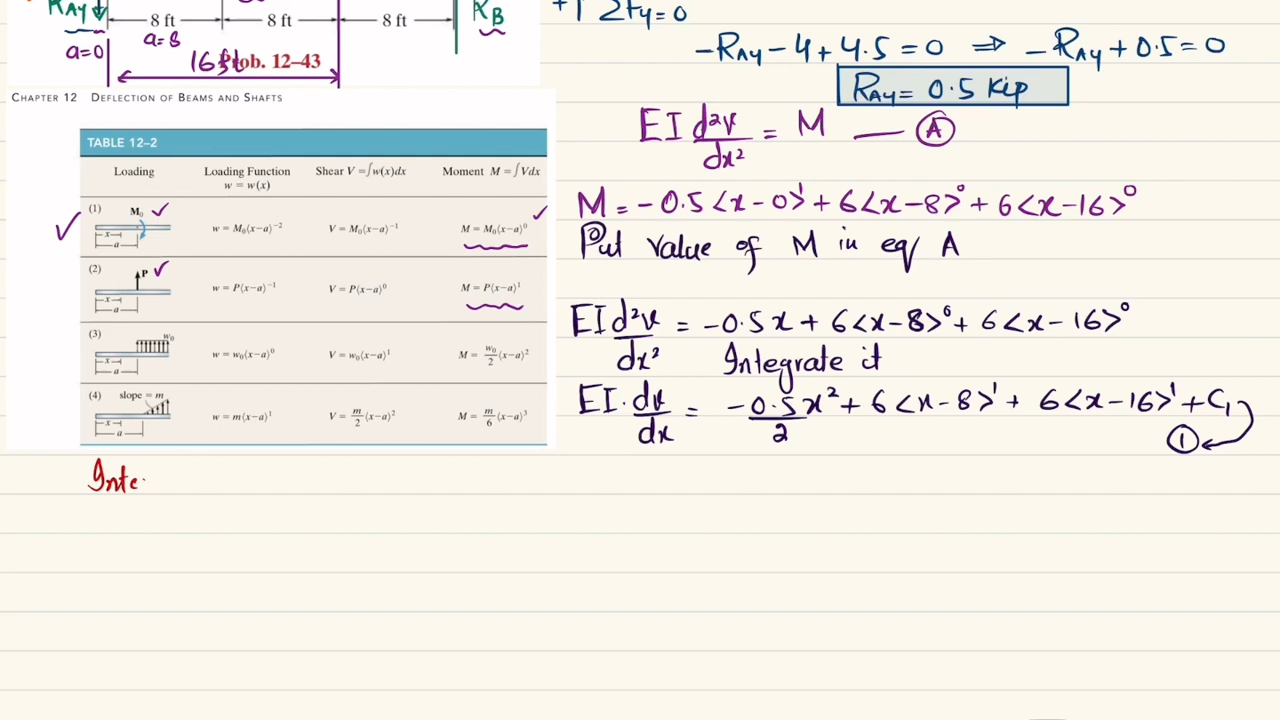 RAy 8 ft 8 ft 8 ft RB
a=0 a=8
16ft
Prob. 12–43
+↑ ΣFy=0
-RAy - 4 + 4.5 = 0 ⇒ -RAy + 0.5 = 0
RAy = 0.5 Kip
CHAPTER 12 DEFLECTION OF BEAMS AND SHAFTS
TABLE 12–2
Loading
Loading Function w = w(x)
Shear V = ∫w(x)dx
Moment M = ∫Vdx
(1) M₀ x a
w = M₀⟨x−a⟩⁻²
V = M₀⟨x−a⟩⁻¹
M = M₀⟨x−a⟩⁰
(2) P x a
w = P⟨x−a⟩⁻¹
V = P⟨x−a⟩⁰
M = P⟨x−a⟩¹
(3) w₀ x a
w = w₀⟨x−a⟩⁰
V = w₀⟨x−a⟩¹
M = w₀/2 ⟨x−a⟩²
(4) slope = m x a
w = m⟨x−a⟩¹
V = m/2 ⟨x−a⟩²
M = m/6 ⟨x−a⟩³
EI d²v/dx² = M — Ⓐ
M = -0.5<x-0>¹ + 6<x-8>⁰ + 6<x-16>⁰
Put value of M in eq A
EI d²v/dx² = -0.5x + 6<x-8>⁰ + 6<x-16>⁰
Integrate it
EI. dv/dx = -0.5x²/2 + 6<x-8>¹ + 6<x-16>¹ + C₁
①
Inte